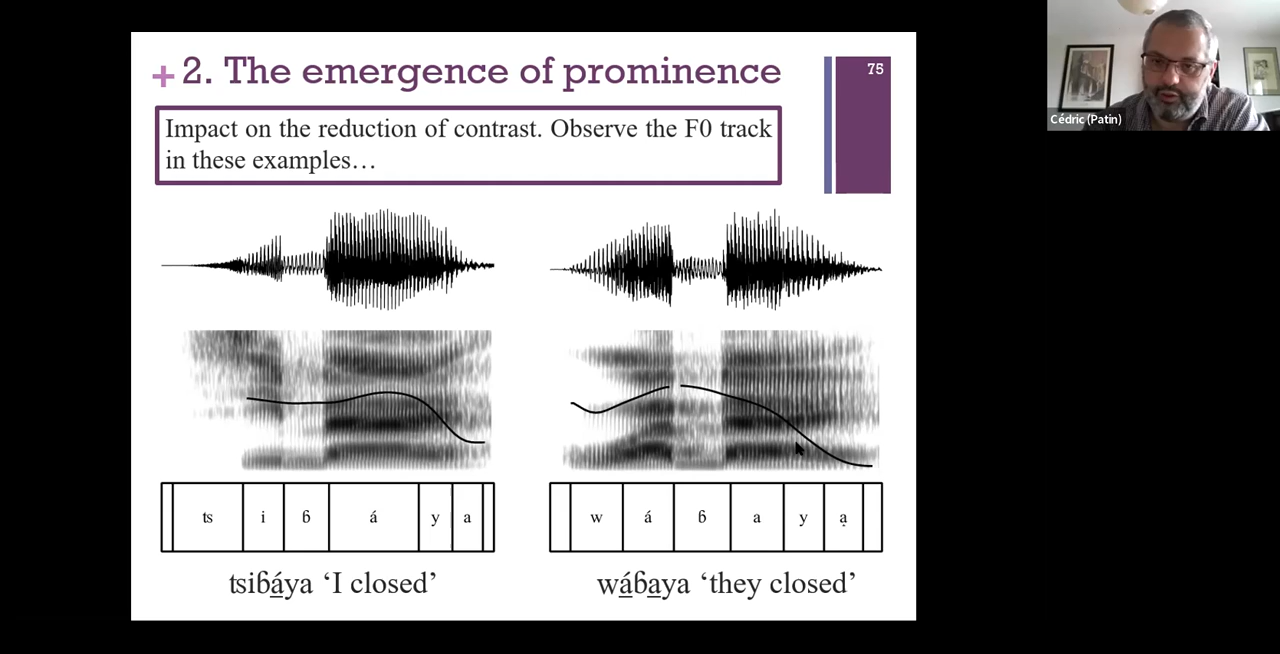 + 2. The emergence of prominence
75
Impact on the reduction of contrast. Observe the F0 track
in these examples…
Cédric (Patin)
ts i ɓ á y a
w á ɓ a y ạ
tsiɓáya ‘I closed’
wáɓaya ‘they closed’